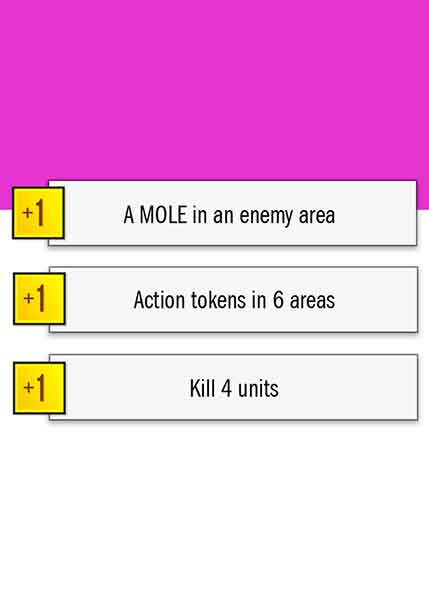 +1 A MOLE in an enemy area
+1 Action tokens in 6 areas
+1 Kill 4 units